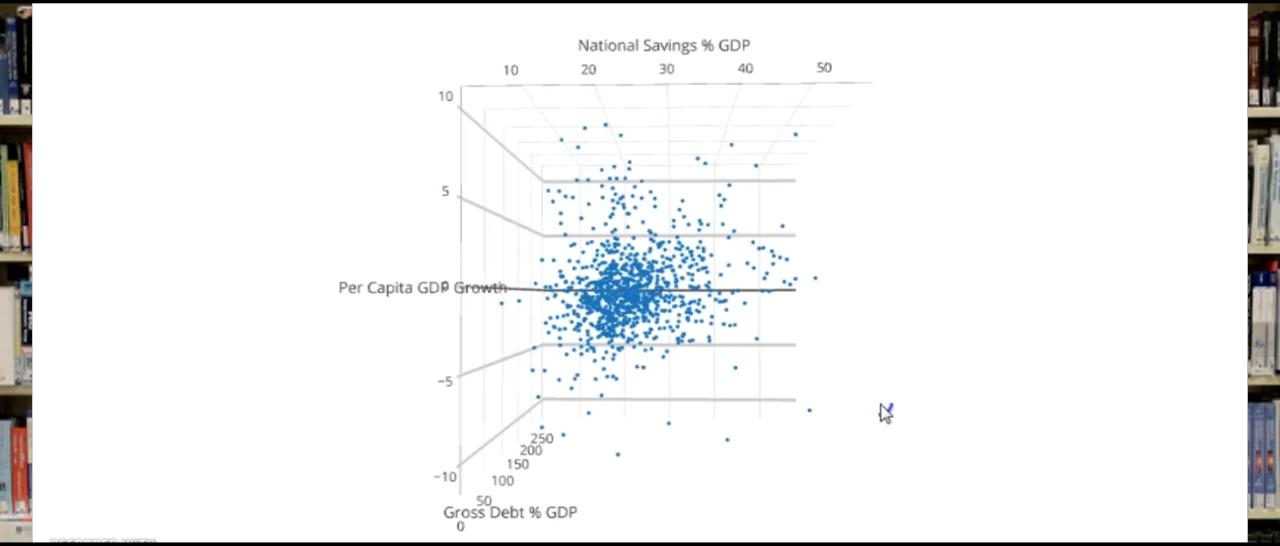 National Savings % GDP
10 20 30 40 50
10
5
Per Capita GDP Growth
0
−5
−10
250
200
150
100
50
Gross Debt % GDP
0